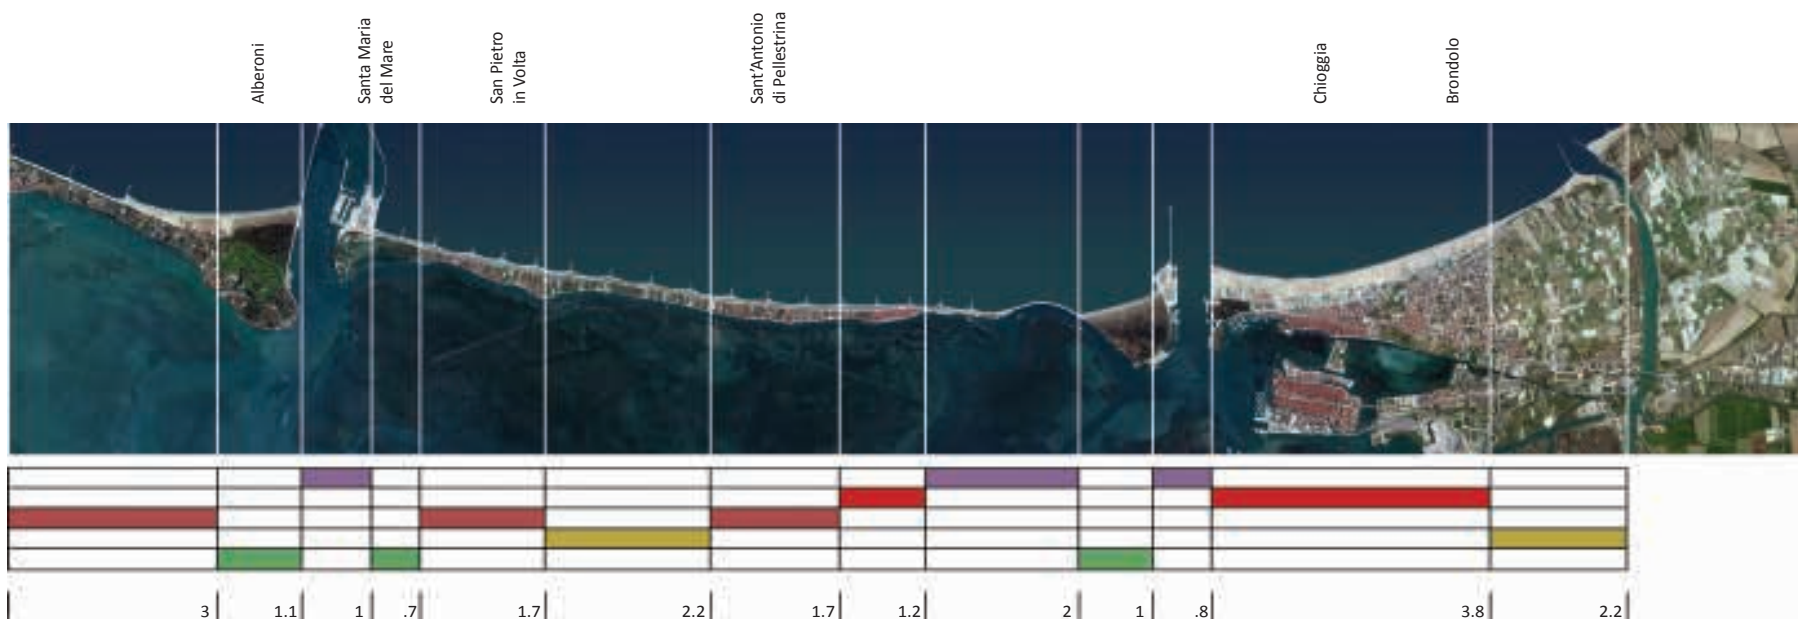 Alberoni
Santa Maria
del Mare
San Pietro
in Volta
Sant'Antonio
di Pellestrina
Chioggia
Brondolo
3 1.1 1 .7 1.7 2.2 1.7 1.2 2 1 .8 3.8 2.2